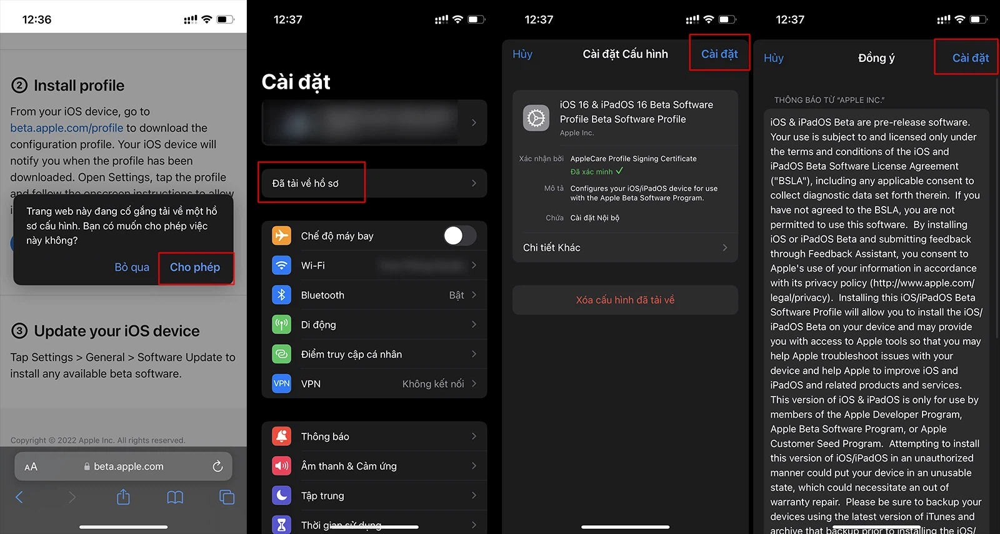 12:36
② Install profile
From your iOS device, go to
beta.apple.com/profile to download the
configuration profile. Your iOS device will
notify you when the profile has been
downloaded. Open Settings, tap the profile
and follow the onscreen instructions to allow
Trang web này đang cố gắng tải về một hồ
sơ cấu hình. Bạn có muốn cho phép việc
này không?
Bỏ qua
Cho phép
③ Update your iOS device
Tap Settings > General > Software Update to
install any available beta software.
Copyright © 2022 Apple Inc. All rights reserved.
AA
beta.apple.com
12:37
Cài đặt
Đã tải về hồ sơ
Chế độ máy bay
Wi-Fi
Bluetooth
Bật
Di động
Điểm truy cập cá nhân
VPN
VPN
Không kết nối
Thông báo
Âm thanh & Cảm ứng
Tập trung
Thời gian sử dụng
12:37
Hủy
Cài đặt Cấu hình
Cài đặt
iOS 16 & iPadOS 16 Beta Software
Profile Beta Software Profile
Apple Inc.
Xác nhận bởi
AppleCare Profile Signing Certificate
Đã xác minh ✓
Mô tả
Configures your iOS/iPadOS device for use
with the Apple Beta Software Program.
Chứa
Cài đặt Nội bộ
Chi tiết Khác
Xóa cấu hình đã tải về
12:37
Hủy
Đồng ý
Cài đặt
THÔNG BÁO TỪ “APPLE INC.”
iOS & iPadOS Beta are pre-release software.
Your use is subject to and licensed only under
the terms and conditions of the iOS and
iPadOS Beta Software License Agreement
("BSLA"), including any applicable consent to
collect diagnostic data set forth therein.  If you
have not agreed to the BSLA, you are not
permitted to use this software.  By installing
iOS or iPadOS Beta and submitting feedback
through Feedback Assistant, you consent to
Apple's use of your information in accordance
with its privacy policy (http://www.apple.com/
legal/privacy).  Installing this iOS/iPadOS Beta
Software Profile will allow you to install the iOS/
iPadOS Beta on your device and may provide
you with access to Apple tools so that you may
help Apple troubleshoot issues with your
device and help Apple to improve iOS and
iPadOS and related products and services.
This version of iOS & iPadOS is only for use by
members of the Apple Developer Program,
Apple Beta Software Program, or Apple
Customer Seed Program.  Attempting to install
this version of iOS/iPadOS in an unauthorized
manner could put your device in an unusable
state, which could necessitate an out of
warranty repair.  Please be sure to backup your
devices using the latest version of iTunes and
archive that backup prior to installing the iOS/